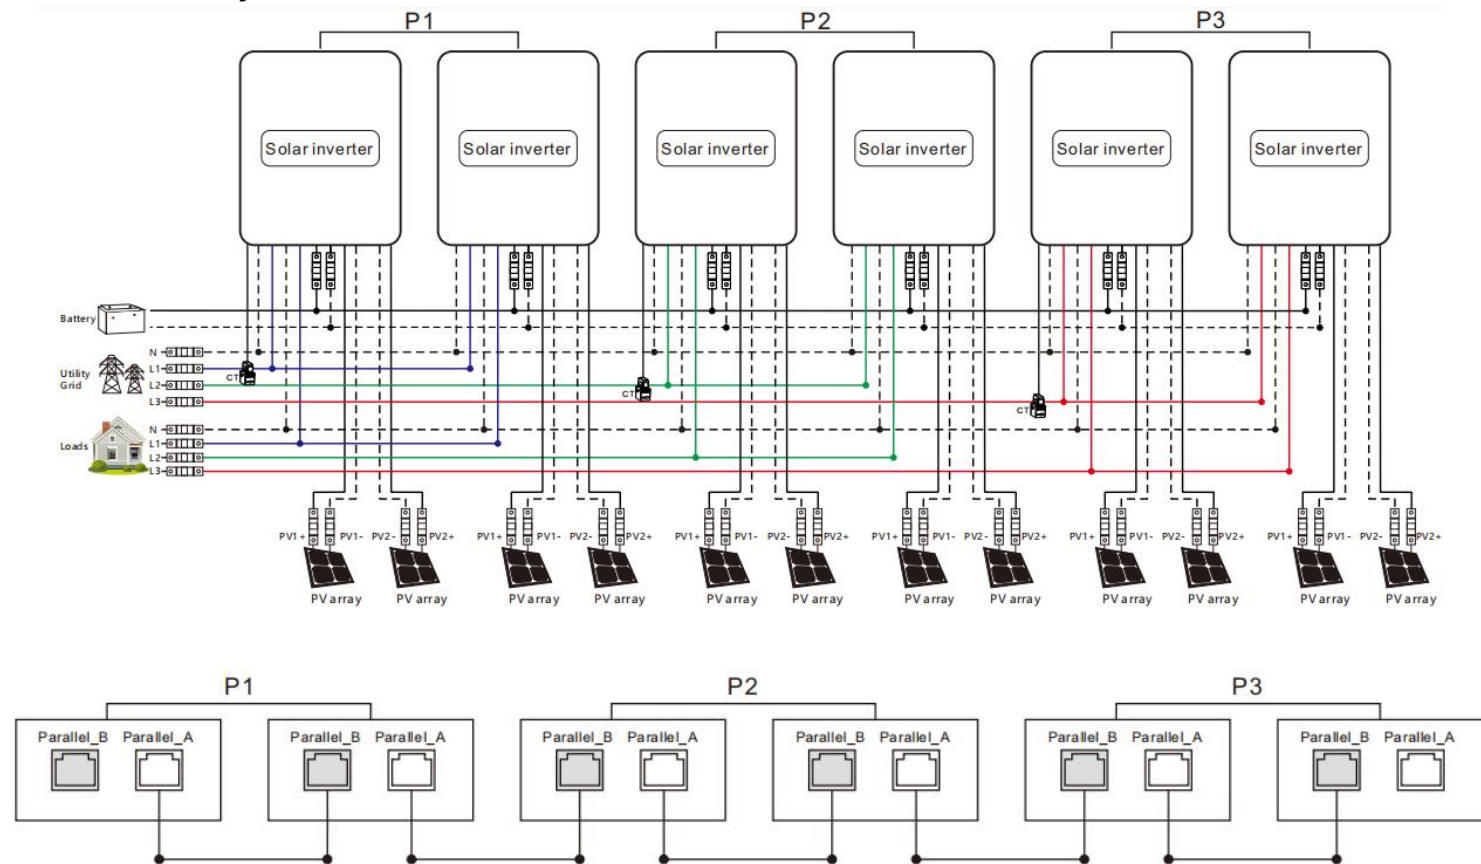 P1 P2 P3
Solar inverter Solar inverter Solar inverter Solar inverter Solar inverter Solar inverter
Battery
N
Utility
Grid
L1
L2
L3
CT
CT
CT
Loads
N
L1
L2
L3
PV1+ PV1- PV2- PV2+ PV1+ PV1- PV2- PV2+ PV1+ PV1- PV2- PV2+ PV1+ PV1- PV2- PV2+ PV1+ PV1- PV2- PV2+ PV1+ PV1- PV2- PV2+
PV array PV array PV array PV array PV array PV array PV array PV array PV array PV array PV array PV array
P1 P2 P3
Parallel_B Parallel_A Parallel_B Parallel_A Parallel_B Parallel_A Parallel_B Parallel_A Parallel_B Parallel_A Parallel_B Parallel_A